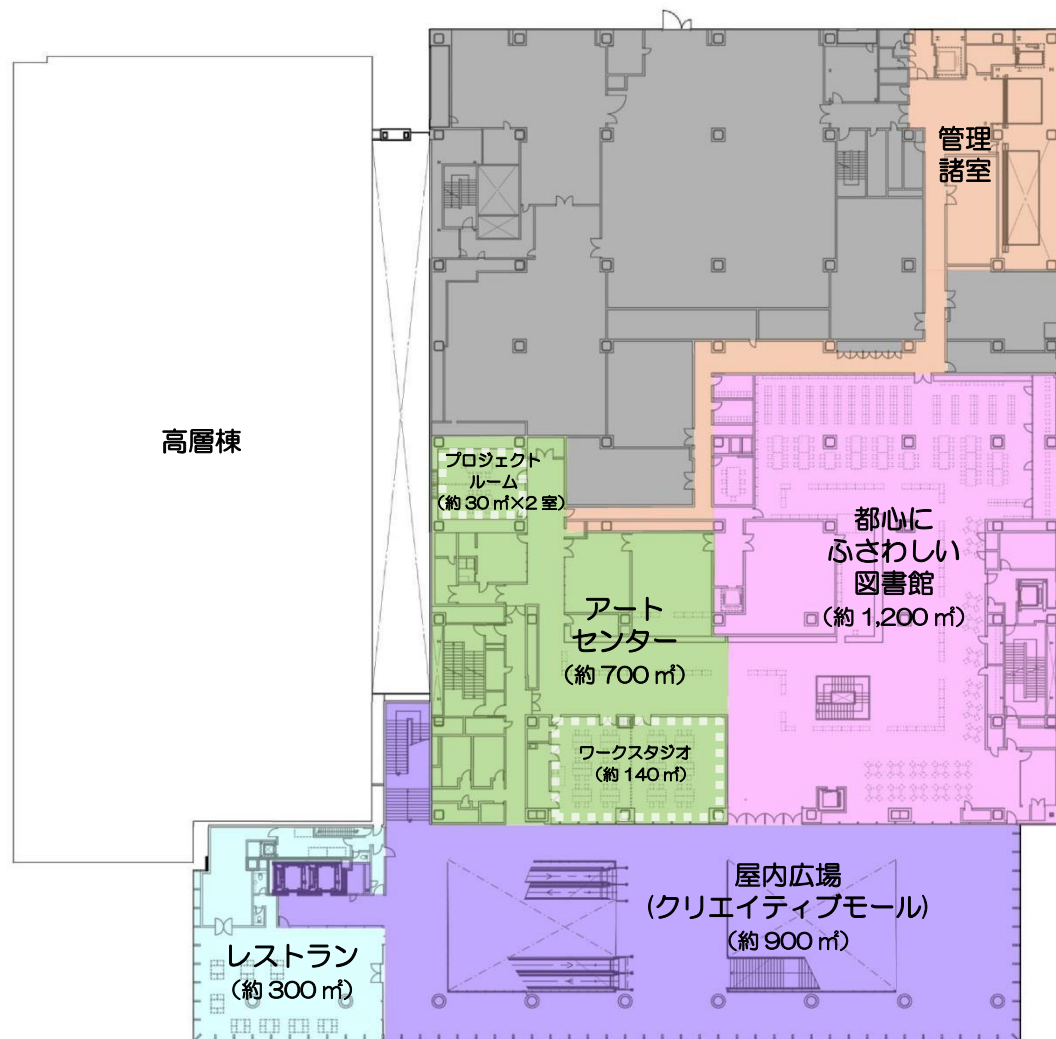 管理
諸室
高層棟
プロジェクト
ルーム
(約30㎡×2室)
都心に
ふさわしい
図書館
(約1,200㎡)
アート
センター
(約700㎡)
ワークスタジオ
(約140㎡)
屋内広場
(クリエイティブモール)
(約900㎡)
レストラン
(約300㎡)